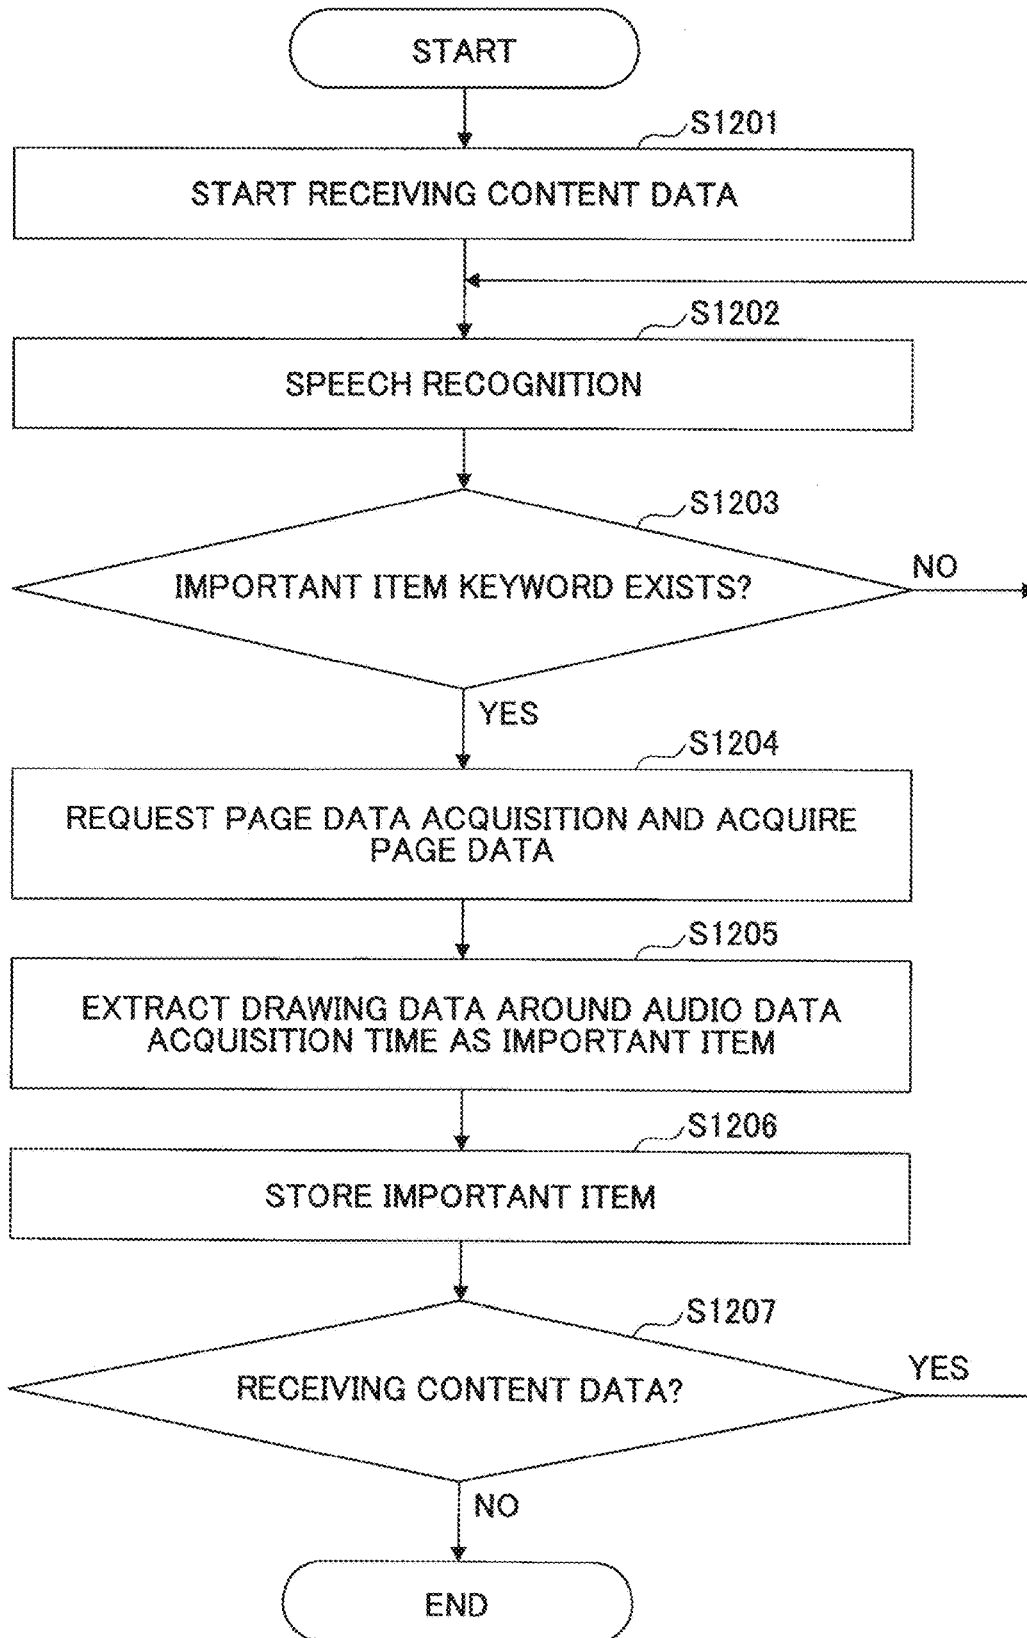 START
S1201
START RECEIVING CONTENT DATA
S1202
SPEECH RECOGNITION
S1203
IMPORTANT ITEM KEYWORD EXISTS?
NO
YES
S1204
REQUEST PAGE DATA ACQUISITION AND ACQUIRE
PAGE DATA
S1205
EXTRACT DRAWING DATA AROUND AUDIO DATA
ACQUISITION TIME AS IMPORTANT ITEM
S1206
STORE IMPORTANT ITEM
S1207
RECEIVING CONTENT DATA?
YES
NO
END